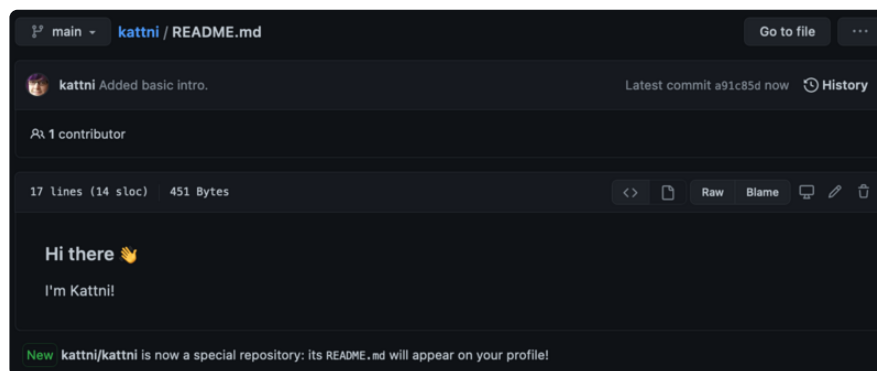 main
kattni / README.md
Go to file
...
kattni Added basic intro.
Latest commit a91c85d now
History
1 contributor
17 lines (14 sloc)
451 Bytes
<>
Raw
Blame
Hi there 👋
I'm Kattni!
New kattni/kattni is now a special repository: its README.md will appear on your profile!